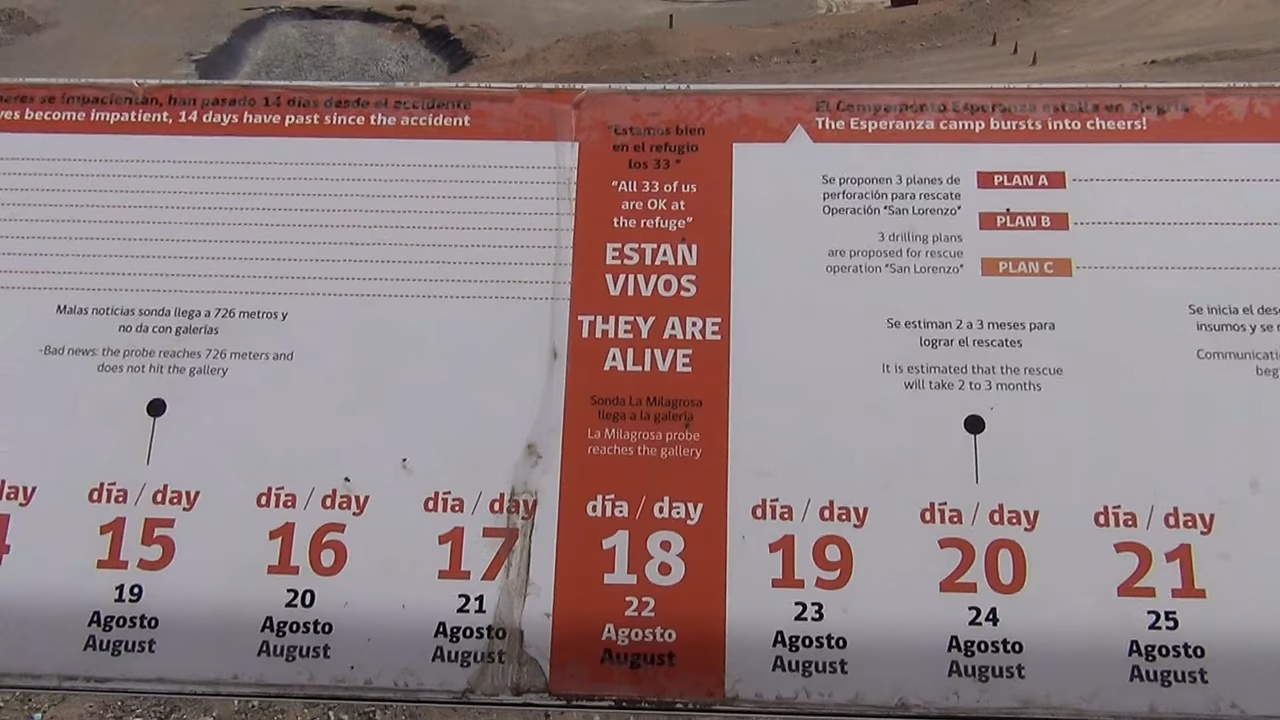 se impacientan, han pasado 14 días desde el accidente
become impatient, 14 days have past since the accident
Malas noticias sonda llega a 726 metros y
no da con galerías
-Bad news: the probe reaches 726 meters and
does not hit the gallery
día / day
15
19
Agosto
August
día / day
16
20
Agosto
August
día / day
17
21
Agosto
August
"Estamos bien
en el refugio
los 33 "
"All 33 of us
are OK at
the refuge"
ESTAN
VIVOS
THEY ARE
ALIVE
Sonda La Milagrosa
llega a la galería
La Milagrosa probe
reaches the gallery
día / day
18
22
Agosto
August
El Campamento Esperanza estalla en alegría
The Esperanza camp bursts into cheers!
Se proponen 3 planes de
perforación para rescate
Operación "San Lorenzo"
3 drilling plans
are proposed for rescue
operation "San Lorenzo"
PLAN A
PLAN B
PLAN C
Se estiman 2 a 3 meses para
lograr el rescates
It is estimated that the rescue
will take 2 to 3 months
día / day
19
23
Agosto
August
día / day
20
24
Agosto
August
Se inicia el
insumos y se
día / day
21
25
Agosto
August